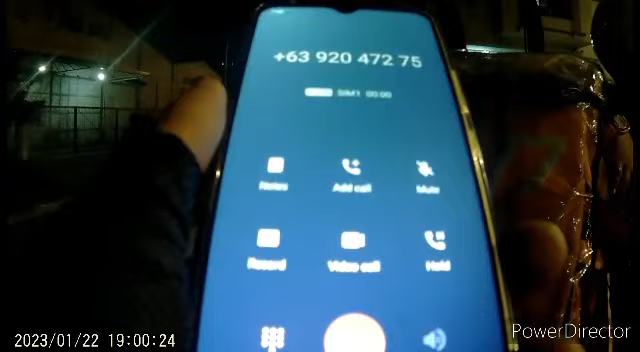 +63 920 472 75
SIM1 00:00
Notes
Add call
Mute
Record
Video call
Hold
2023/01/22 19:00:24
PowerDirector